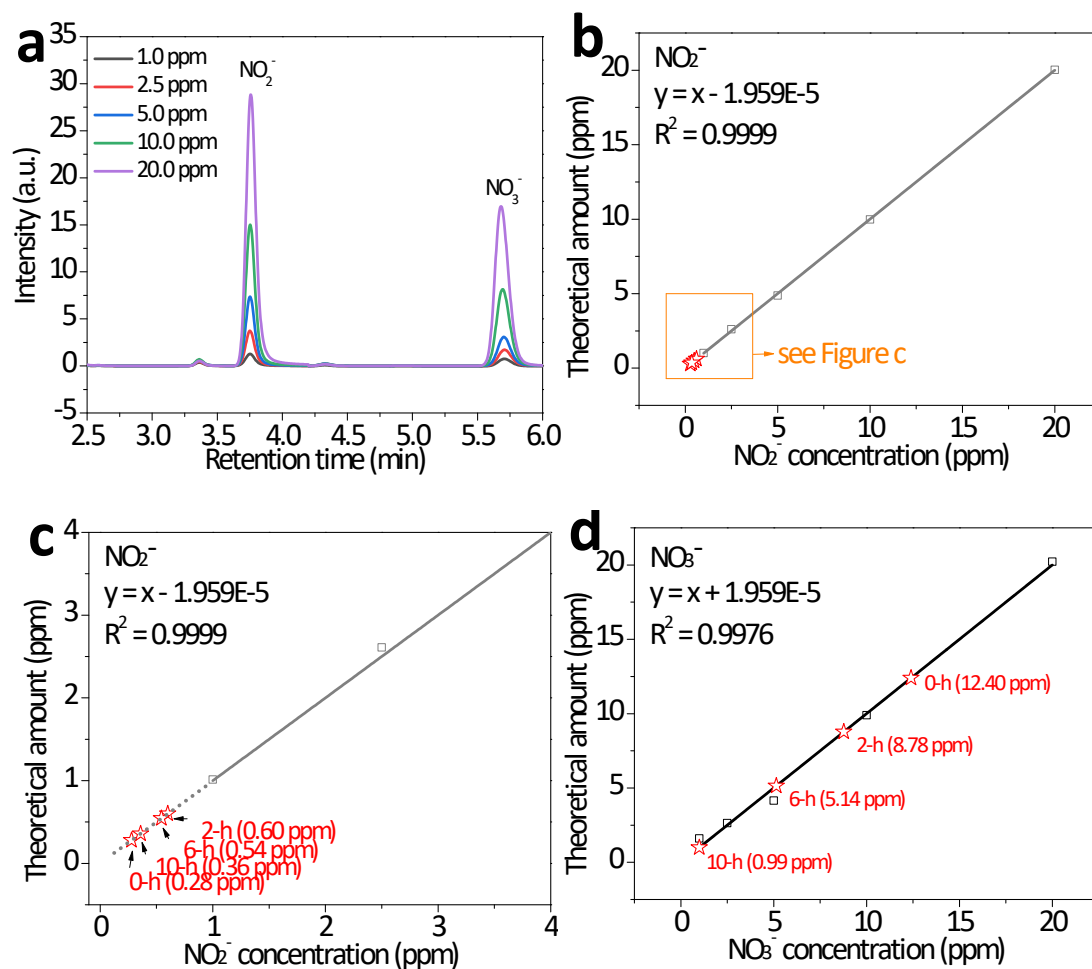 a
35
30
25
20
15
10
5
0
-5
Intensity (a.u.)
1.0 ppm
2.5 ppm
5.0 ppm
10.0 ppm
20.0 ppm
NO₂⁻
NO₃⁻
2.5 3.0 3.5 4.0 4.5 5.0 5.5 6.0
Retention time (min)
b
20
15
10
5
0
Theoretical amount (ppm)
NO₂⁻
y = x - 1.959E-5
R² = 0.9999
see Figure c
0 5 10 15 20
NO₂⁻ concentration (ppm)
c
4
3
2
1
0
Theoretical amount (ppm)
NO₂⁻
y = x - 1.959E-5
R² = 0.9999
2-h (0.60 ppm)
6-h (0.54 ppm)
10-h (0.36 ppm)
0-h (0.28 ppm)
0 1 2 3 4
NO₂⁻ concentration (ppm)
d
20
15
10
5
0
Theoretical amount (ppm)
NO₃⁻
y = x + 1.959E-5
R² = 0.9976
0-h (12.40 ppm)
2-h (8.78 ppm)
6-h (5.14 ppm)
10-h (0.99 ppm)
0 5 10 15 20
NO₃⁻ concentration (ppm)